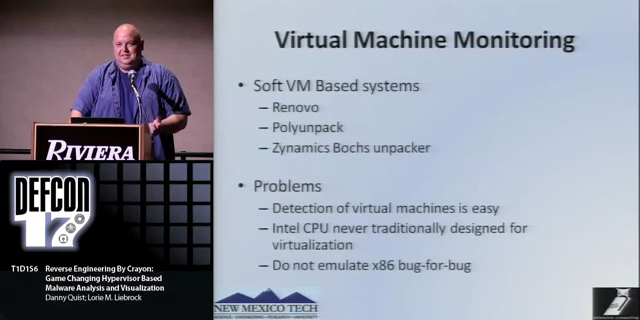 RIVIERA
DEFCON
17
T1D1S6 Reverse Engineering By Crayon:
Game Changing Hypervisor Based
Malware Analysis and Visualization
Danny Quist; Lorie M. Liebrock
Virtual Machine Monitoring
• Soft VM Based systems
– Renovo
– Polyunpack
– Zynamics Bochs unpacker
• Problems
– Detection of virtual machines is easy
– Intel CPU never traditionally designed for
virtualization
– Do not emulate x86 bug-for-bug
NEW MEXICO TECH